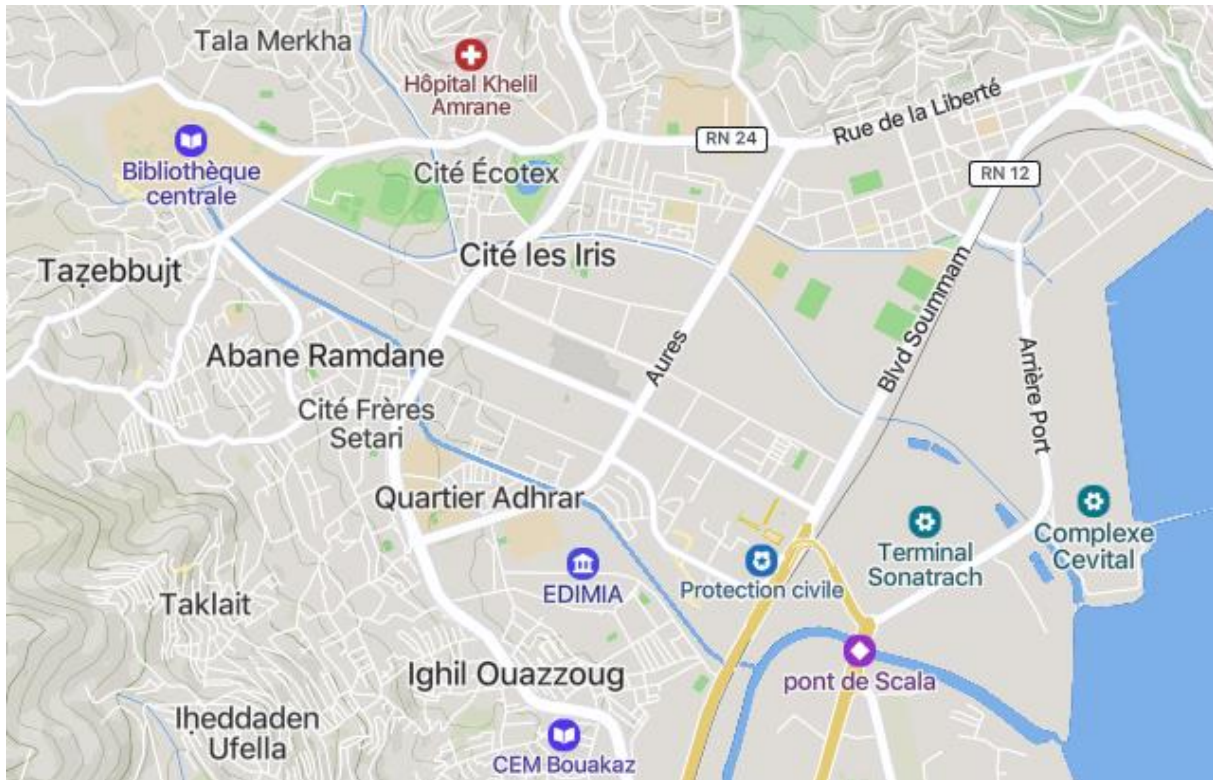 Tala Merkha
Hôpital Khelil
Amrane
RN 24
Rue de la Liberté
Bibliothèque
centrale
Cité Écotex
RN 12
Taẓebbujt
Cité les Iris
Abane Ramdane
Aures
Blvd Soummam
Arrière Port
Cité Frères
Setari
Quartier Adhrar
EDIMIA
Protection civile
Terminal
Sonatrach
Complexe
Cevital
Taklait
Ighil Ouazzoug
pont de Scala
Iḥeddaden
Ufella
CEM Bouakaz